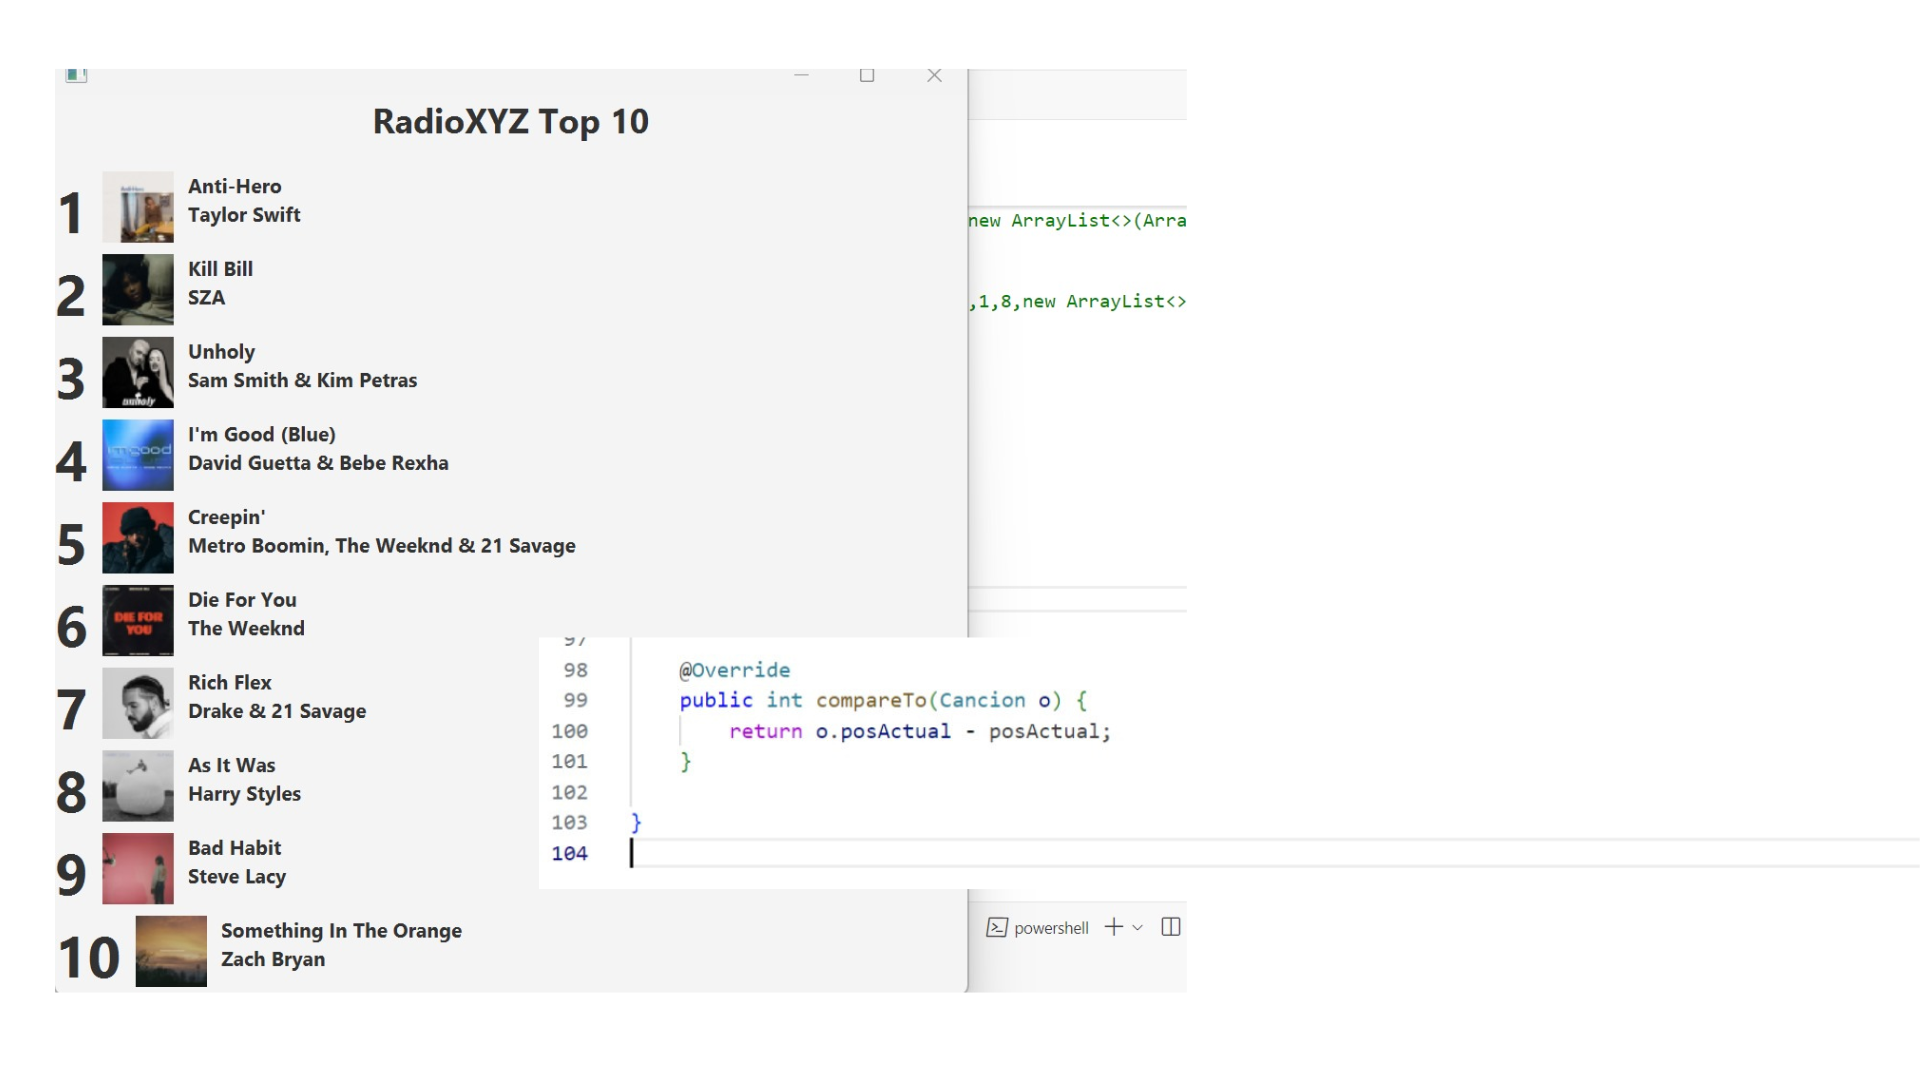 RadioXYZ Top 10
1
Anti-Hero
Taylor Swift
2
Kill Bill
SZA
3
Unholy
Sam Smith & Kim Petras
unholy
4
I'm Good (Blue)
David Guetta & Bebe Rexha
5
Creepin'
Metro Boomin, The Weeknd & 21 Savage
6
Die For You
The Weeknd
DIE FOR
YOU
7
Rich Flex
Drake & 21 Savage
8
As It Was
Harry Styles
9
Bad Habit
Steve Lacy
10
Something In The Orange
Zach Bryan
new ArrayList<>(Arra
,1,8,new ArrayList<>
97
98 @Override
99 public int compareTo(Cancion o) {
100 return o.posActual - posActual;
101 }
102
103 }
104
powershell